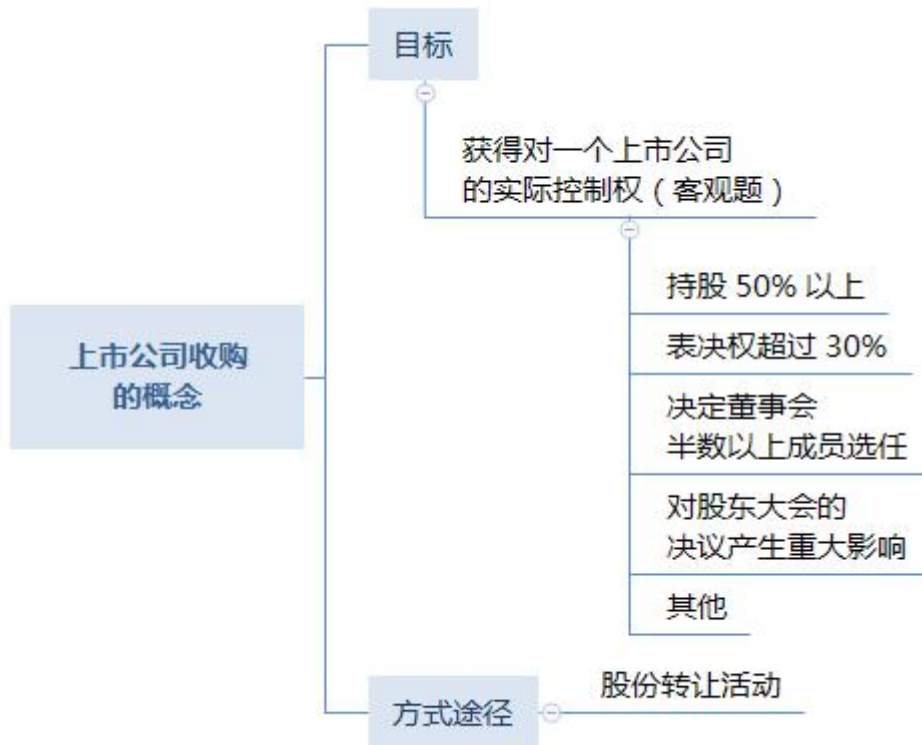 目标
获得对一个上市公司
的实际控制权（客观题）
持股 50% 以上
表决权超过 30%
决定董事会
半数以上成员选任
对股东大会的
决议产生重大影响
其他
上市公司收购
的概念
方式途径
股份转让活动